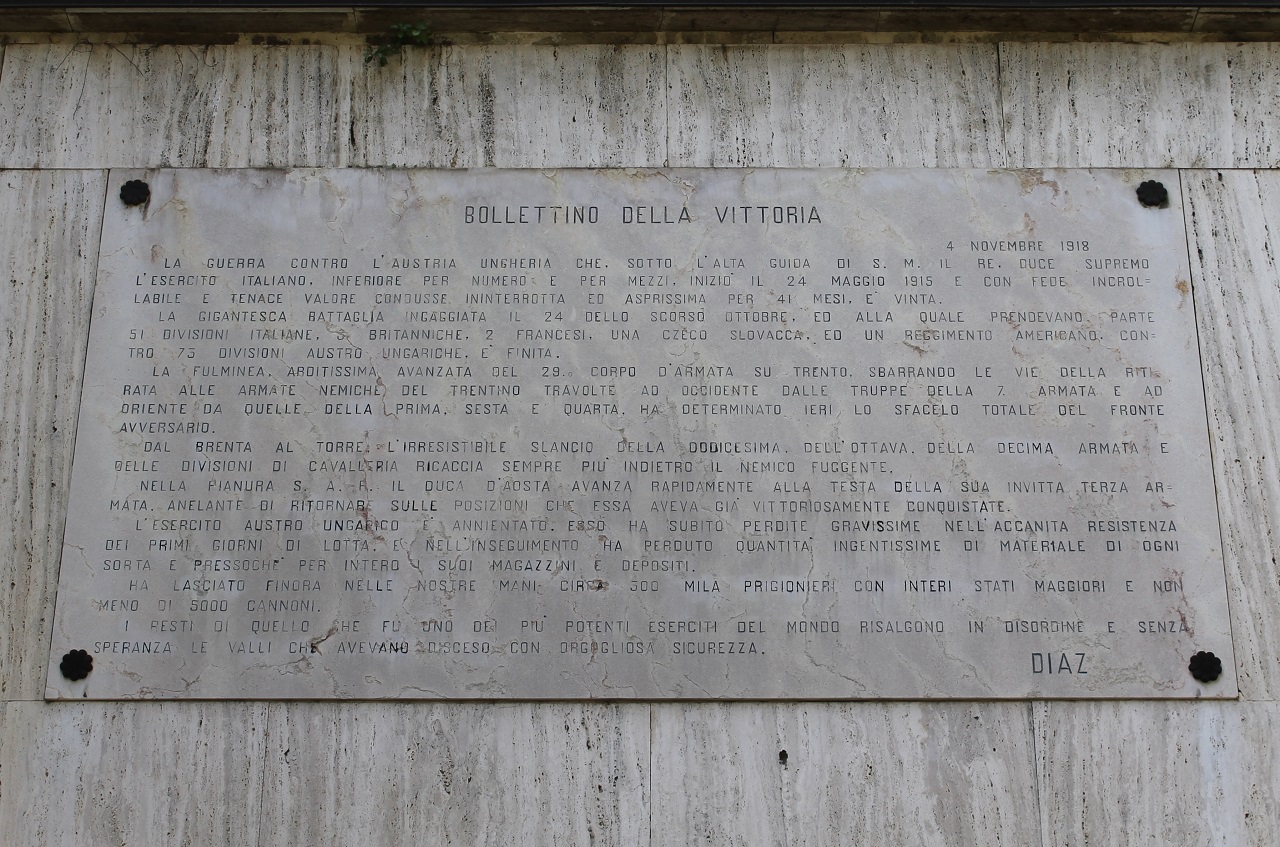 BOLLETTINO DELLA VITTORIA
4 NOVEMBRE 1918
LA GUERRA CONTRO L'AUSTRIA UNGHERIA CHE, SOTTO L'ALTA GUIDA DI S. M. IL RE, DUCE SUPREMO
L'ESERCITO ITALIANO, INFERIORE PER NUMERO E PER MEZZI, INIZIÒ IL 24 MAGGIO 1915 E CON FEDE INCROL=
LABILE E TENACE VALORE CONDUSSE ININTERROTTA ED ASPRISSIMA PER 41 MESI, E' VINTA.
LA GIGANTESCA BATTAGLIA INGAGGIATA IL 24 DELLO SCORSO OTTOBRE, ED ALLA QUALE PRENDEVANO PARTE
51 DIVISIONI ITALIANE, 3 BRITANNICHE, 2 FRANCESI, UNA CZECO SLOVACCA, ED UN REGGIMENTO AMERICANO, CON=
TRO 73 DIVISIONI AUSTRO UNGARICHE, E' FINITA.
LA FULMINEA, ARDITISSIMA AVANZATA DEL 29.o CORPO D'ARMATA SU TRENTO, SBARRANDO LE VIE DELLA RITI=
RATA ALLE ARMATE NEMICHE DEL TRENTINO TRAVOLTE AD OCCIDENTE DALLE TRUPPE DELLA 7. ARMATA E AD
ORIENTE DA QUELLE DELLA PRIMA, SESTA E QUARTA, HA DETERMINATO IERI LO SFACELO TOTALE DEL FRONTE
AVVERSARIO.
DAL BRENTA AL TORRE L'IRRESISTIBILE SLANCIO DELLA DODICESIMA, DELL'OTTAVA, DELLA DECIMA ARMATA E
DELLE DIVISIONI DI CAVALLERIA RICACCIA SEMPRE PIU' INDIETRO IL NEMICO FUGGENTE.
NELLA PIANURA S. A. R. IL DUCA D'AOSTA AVANZA RAPIDAMENTE ALLA TESTA DELLA SUA INVITTA TERZA AR=
MATA, ANELANTE DI RITORNARE SULLE POSIZIONI CHE ESSA AVEVA GIA' VITTORIOSAMENTE CONQUISTATE.
L'ESERCITO AUSTRO UNGARICO E' ANNIENTATO. ESSO HA SUBITO PERDITE GRAVISSIME NELL'ACCANITA RESISTENZA
DEI PRIMI GIORNI DI LOTTA, E NELL'INSEGUIMENTO HA PERDUTO QUANTITA' INGENTISSIME DI MATERIALE DI OGNI
SORTA E PRESSOCHE' PER INTERO I SUOI MAGAZZINI E DEPOSITI.
HA LASCIATO FINORA NELLE NOSTRE MANI CIRCA 300 MILA PRIGIONIERI CON INTERI STATI MAGGIORI E NON
MENO DI 5000 CANNONI.
I RESTI DI QUELLO CHE FU UNO DEI PIU' POTENTI ESERCITI DEL MONDO RISALGONO IN DISORDINE E SENZA
SPERANZA LE VALLI CHE AVEVANO DISCESO CON ORGOGLIOSA SICUREZZA.
DIAZ